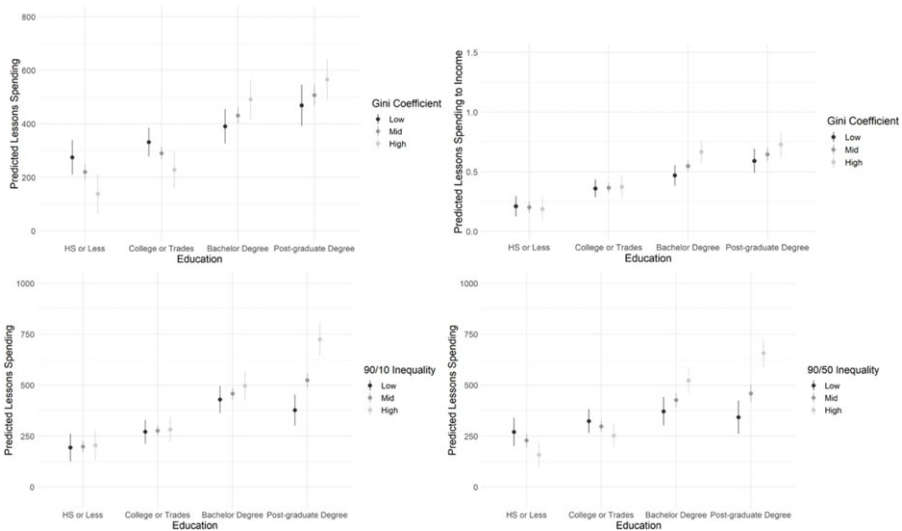 800
600
400
200
0
Predicted Lessons Spending
HS or Less College or Trades Bachelor Degree Post-graduate Degree
Education
Gini Coefficient
Low
Mid
High
1.5
1.0
0.5
0.0
Predicted Lessons Spending to Income
HS or Less College or Trades Bachelor Degree Post-graduate Degree
Education
Gini Coefficient
Low
Mid
High
1000
750
500
250
0
Predicted Lessons Spending
HS or Less College or Trades Bachelor Degree Post-graduate Degree
Education
90/10 Inequality
Low
Mid
High
1000
750
500
250
0
Predicted Lessons Spending
HS or Less College or Trades Bachelor Degree Post-graduate Degree
Education
90/50 Inequality
Low
Mid
High